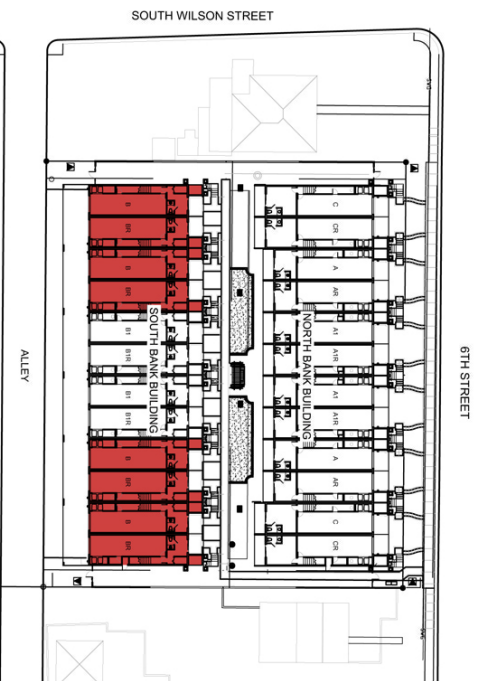 SOUTH WILSON STREET
B
BR
B
BR
B1
B1R
B1
B1R
B
BR
B
BR
SOUTH BANK BUILDING
C
CR
A
AR
A1
A1R
A1
A1R
A
AR
C
CR
NORTH BANK BUILDING
ALLEY
6TH STREET